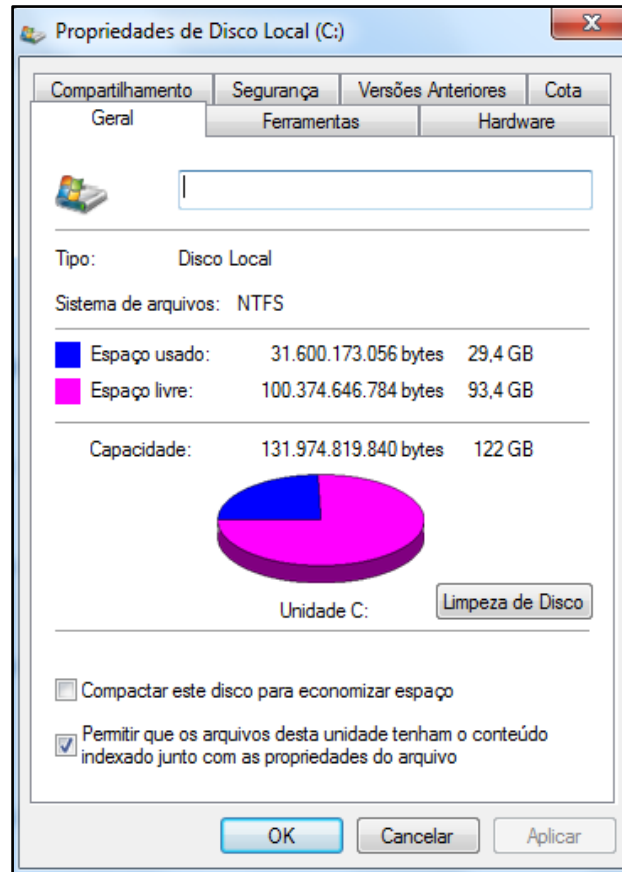 Propriedades de Disco Local (C:)
Compartilhamento Segurança Versões Anteriores Cota
Geral Ferramentas Hardware
Tipo: Disco Local
Sistema de arquivos: NTFS
Espaço usado: 31.600.173.056 bytes 29,4 GB
Espaço livre: 100.374.646.784 bytes 93,4 GB
Capacidade: 131.974.819.840 bytes 122 GB
Unidade C: Limpeza de Disco
Compactar este disco para economizar espaço
Permitir que os arquivos desta unidade tenham o conteúdo
indexado junto com as propriedades do arquivo
OK Cancelar Aplicar